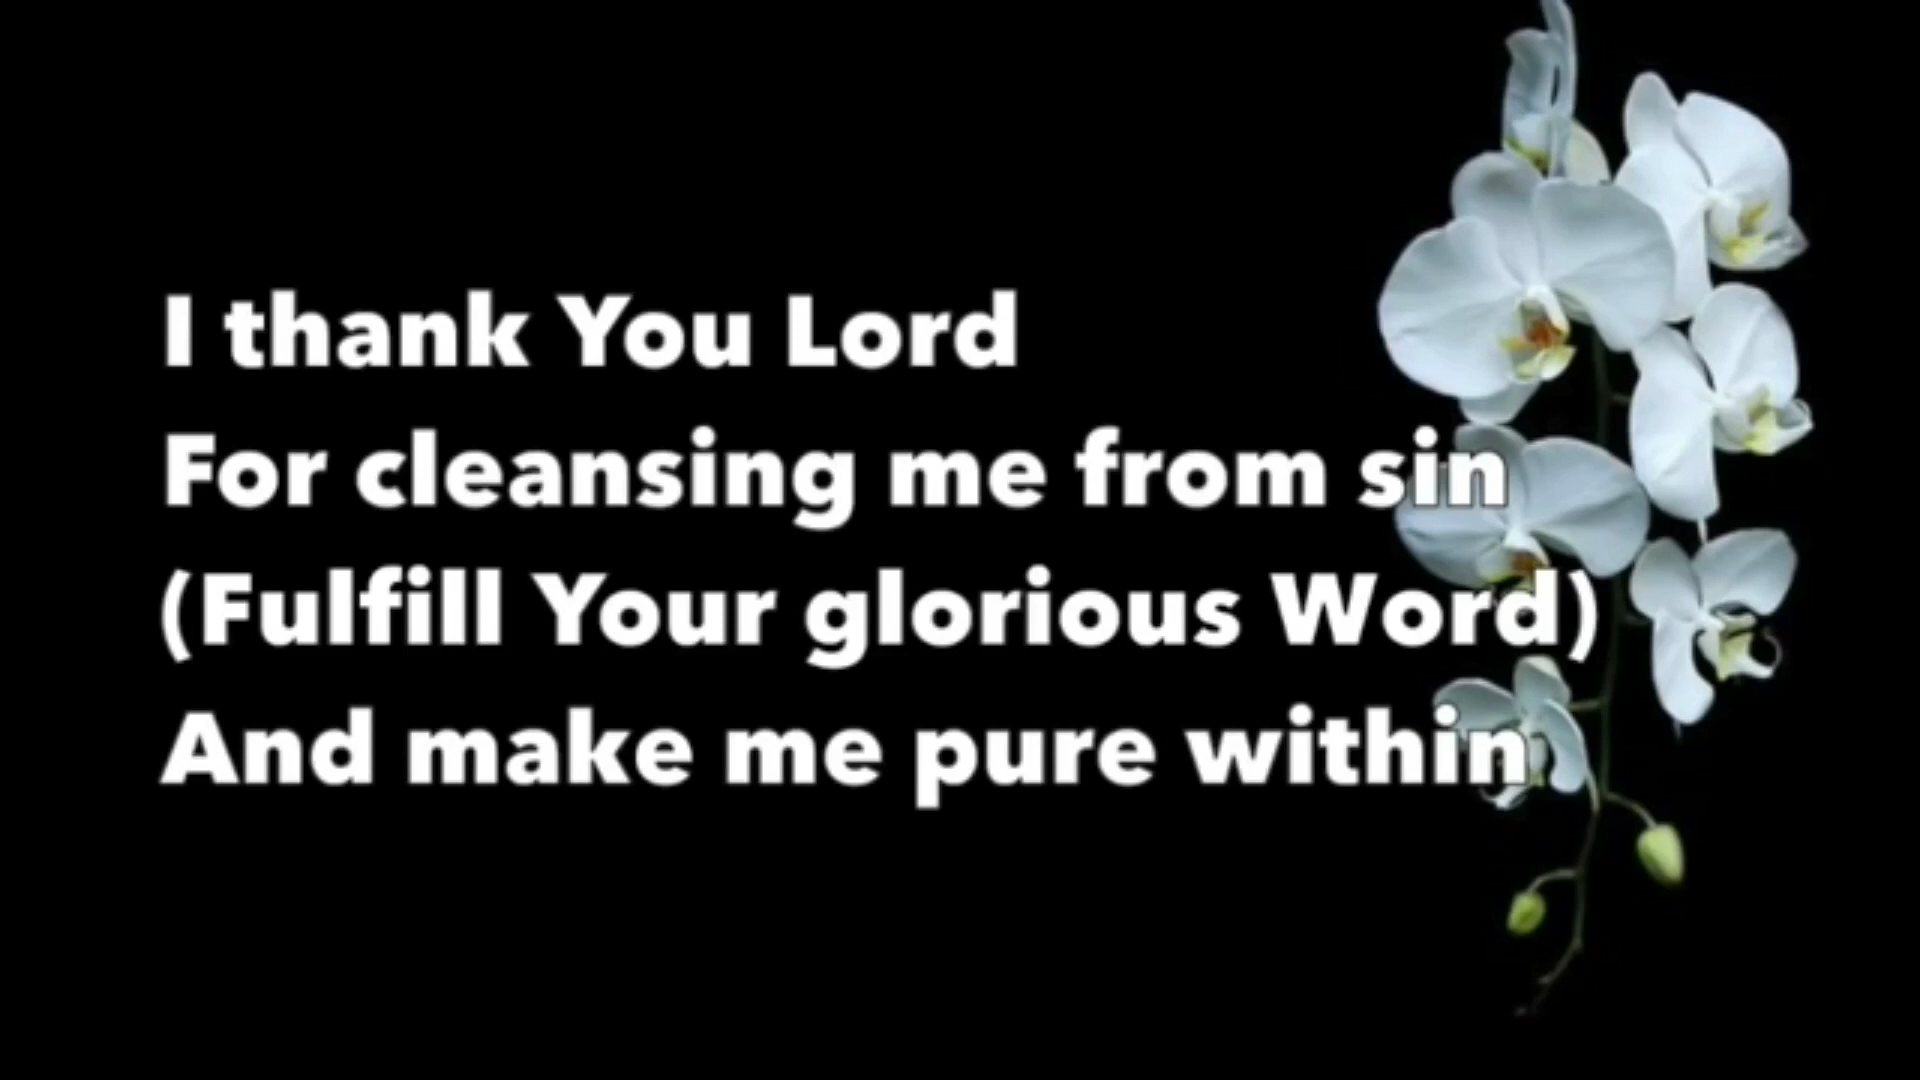 I thank You Lord
For cleansing me from sin
(Fulfill Your glorious Word)
And make me pure within